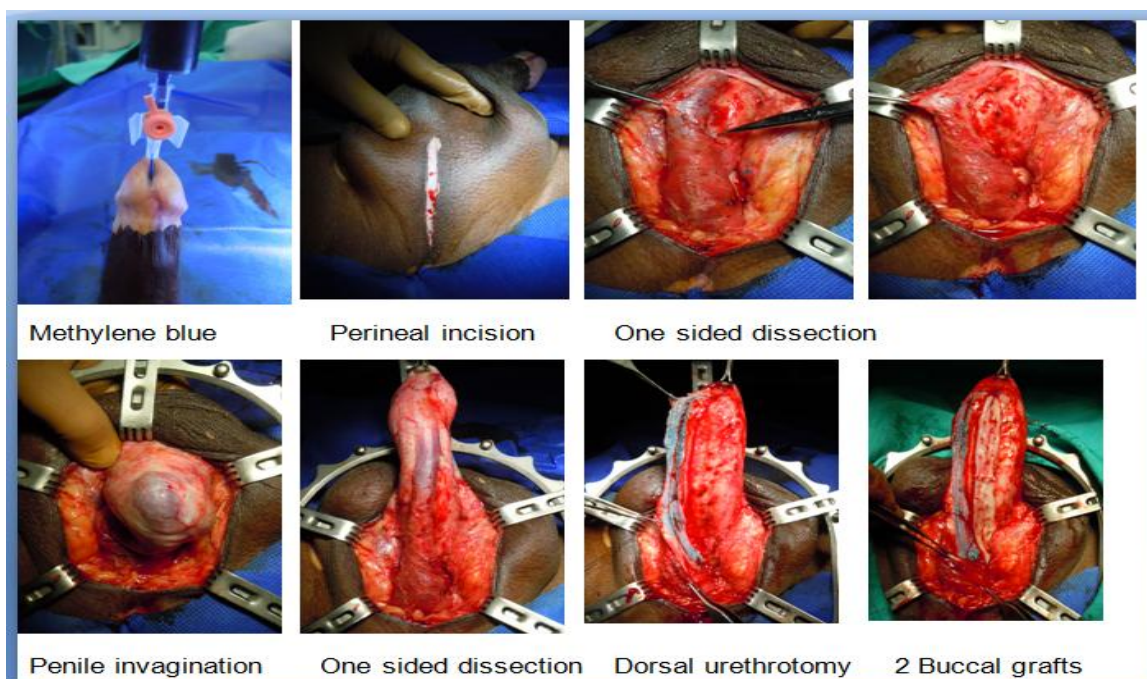 Methylene blue
Perineal incision
One sided dissection
Penile invagination
One sided dissection
Dorsal urethrotomy
2 Buccal grafts